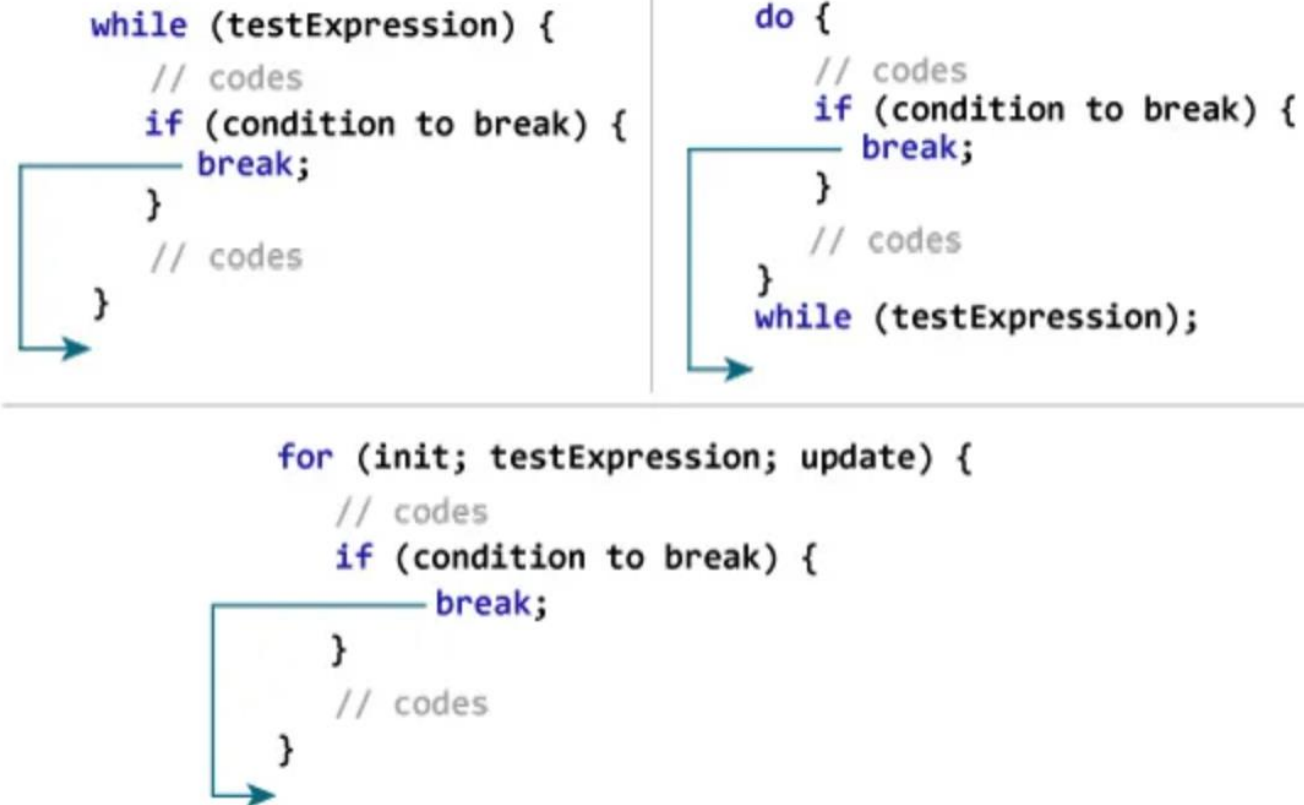 while (testExpression) {
// codes
if (condition to break) {
break;
}
// codes
}
do {
// codes
if (condition to break) {
break;
}
// codes
}
while (testExpression);
for (init; testExpression; update) {
// codes
if (condition to break) {
break;
}
// codes
}